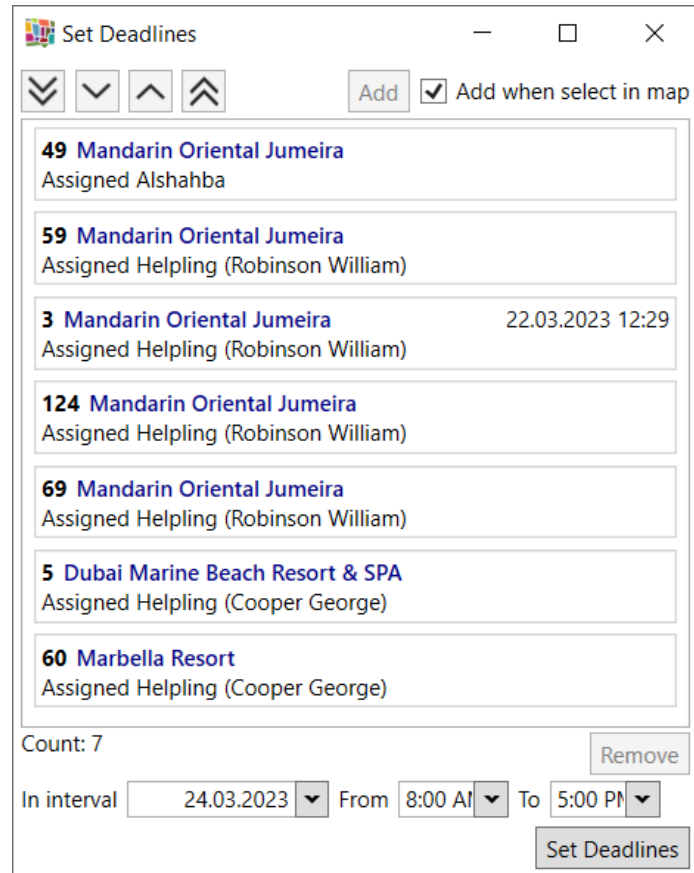 Set Deadlines
Add Add when select in map
49 Mandarin Oriental Jumeira
Assigned Alshahba
59 Mandarin Oriental Jumeira
Assigned Helpling (Robinson William)
3 Mandarin Oriental Jumeira 22.03.2023 12:29
Assigned Helpling (Robinson William)
124 Mandarin Oriental Jumeira
Assigned Helpling (Robinson William)
69 Mandarin Oriental Jumeira
Assigned Helpling (Robinson William)
5 Dubai Marine Beach Resort & SPA
Assigned Helpling (Cooper George)
60 Marbella Resort
Assigned Helpling (Cooper George)
Count: 7
Remove
In interval 24.03.2023 From 8:00 A To 5:00 P
Set Deadlines